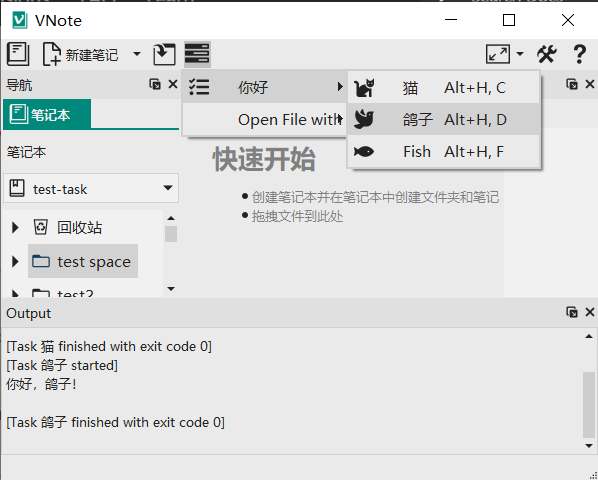 VNote
新建笔记
导航
你好
猫 Alt+H, C
笔记本
Open File with
鸽子 Alt+H, D
笔记本
快速开始
Fish Alt+H, F
test-task
创建笔记本并在笔记本中创建文件夹和笔记
拖拽文件到此处
回收站
test space
test2
Output
[Task 猫 finished with exit code 0]
[Task 鸽子 started]
你好，鸽子！
[Task 鸽子 finished with exit code 0]